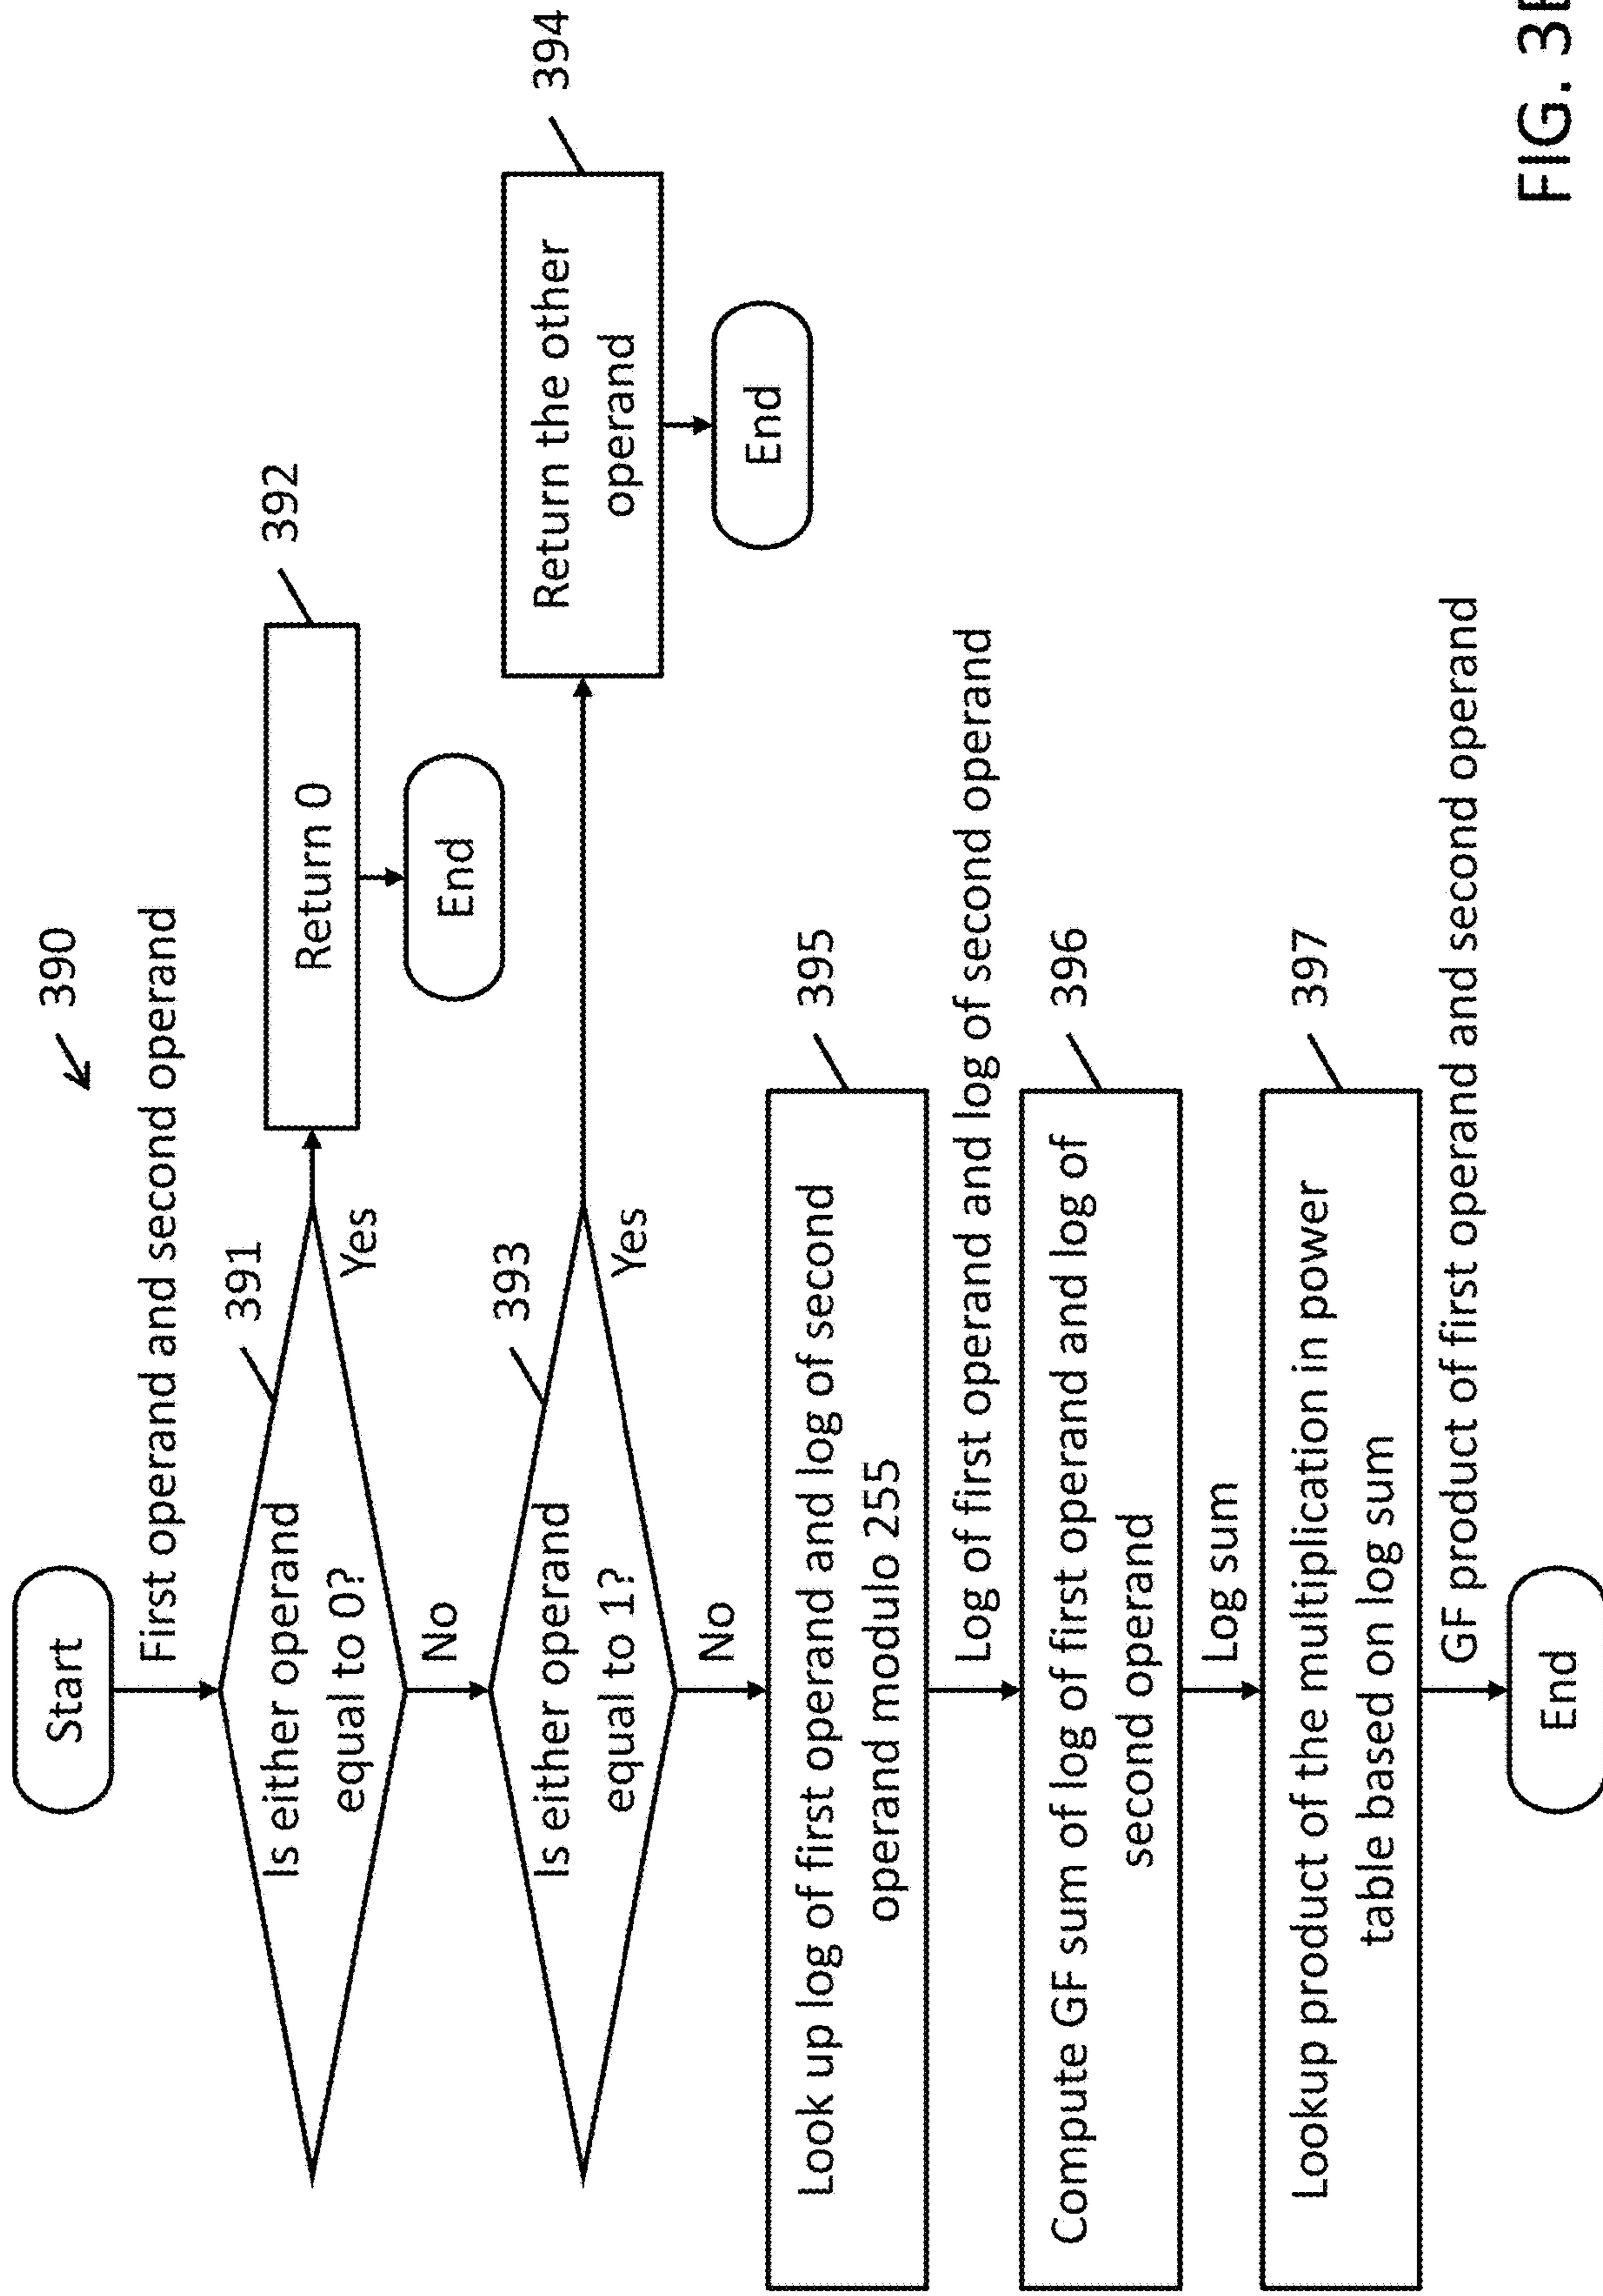 390
Start
First operand and second operand
391
Is either operand
equal to 0?
Yes
392
Return 0
End
No
393
Is either operand
equal to 1?
Yes
394
Return the other
operand
End
No
395
Look up log of first operand and log of second
operand modulo 255
Log of first operand and log of second operand
396
Compute GF sum of log of first operand and log of
second operand
Log sum
397
Lookup product of the multiplication in power
table based on log sum
GF product of first operand and second operand
End
FIG.